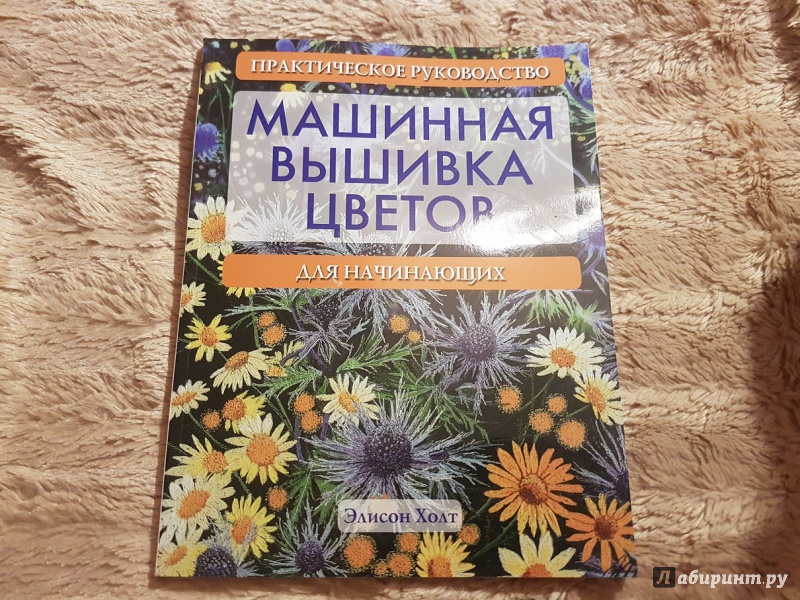 ПРАКТИЧЕСКОЕ РУКОВОДСТВО
МАШИННАЯ
ВЫШИВКА
ЦВЕТОВ
ДЛЯ НАЧИНАЮЩИХ
Элисон Холт
Лабиринт.ру